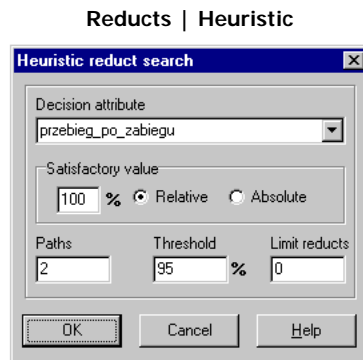 Reducts | Heuristic
Heuristic reduct search
Decision attribute
przebieg_po_zabiegu
Satisfactory value
100 % Relative Absolute
Paths Threshold Limit reducts
2 95 % 0
OK Cancel Help